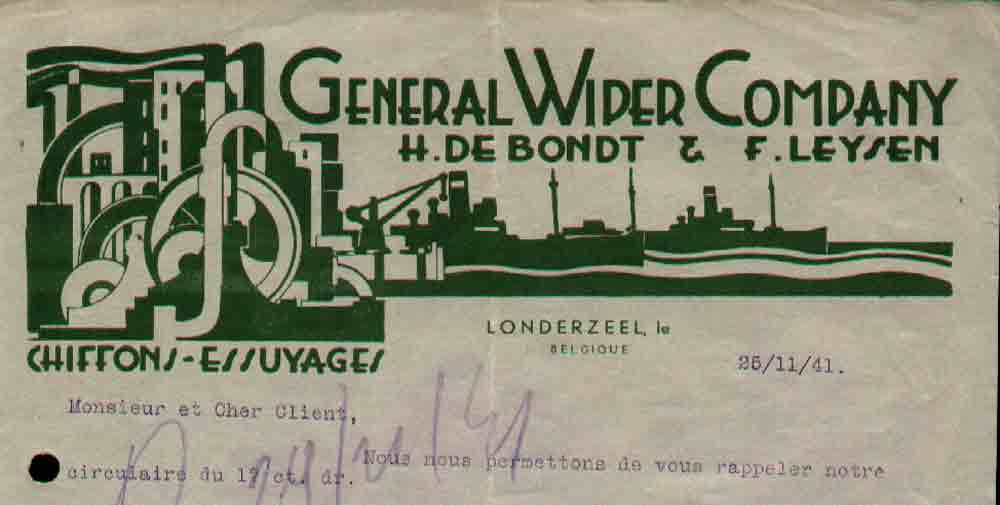 GENERAL WIPER COMPANY
H. DE BONDT & F. LEYSEN
CHIFFONS-ESSUYAGES
LONDERZEEL, le
BELGIQUE
25/11/41.
Monsieur et Cher Client,
Nous nous permettons de vous rappeler notre
circulaire du 17 ct. dr.